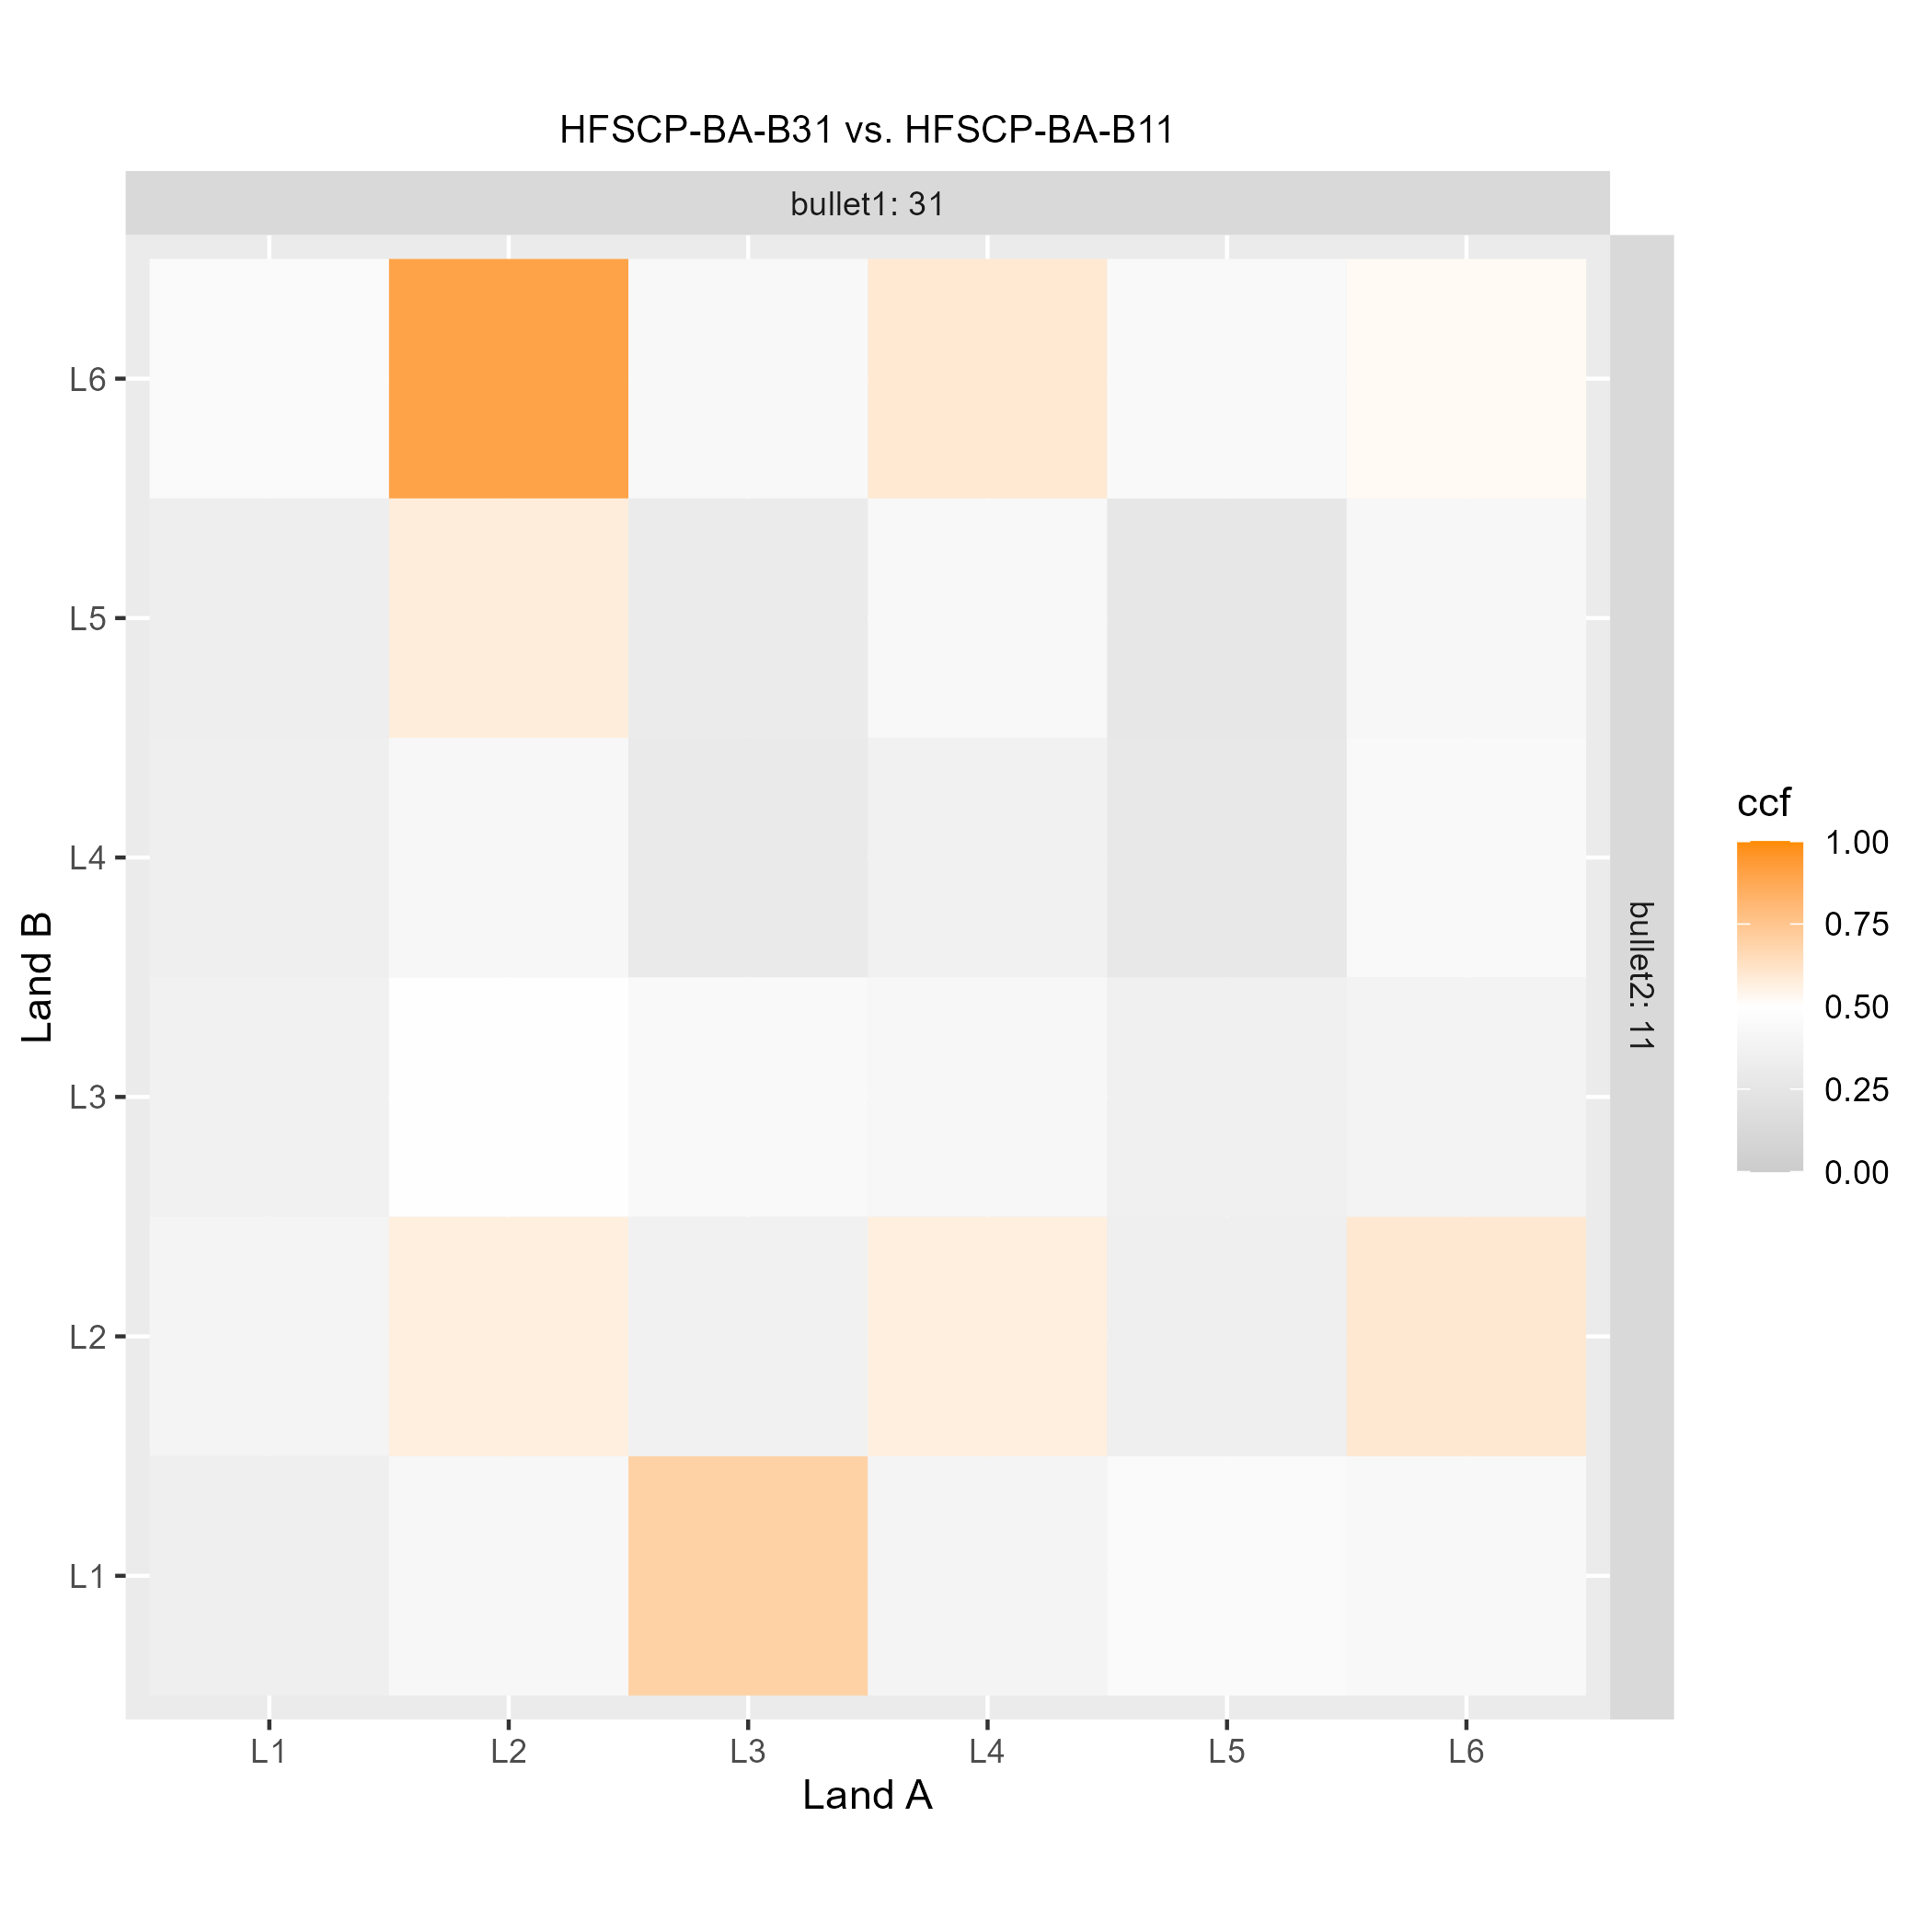 HFSCP-BA-B31 vs. HFSCP-BA-B11
bullet1: 31
L6
L5
L4
L3
L2
L1
Land B
bullet2: 11
L1 L2 L3 L4 L5 L6
Land A
ccf
1.00
0.75
0.50
0.25
0.00